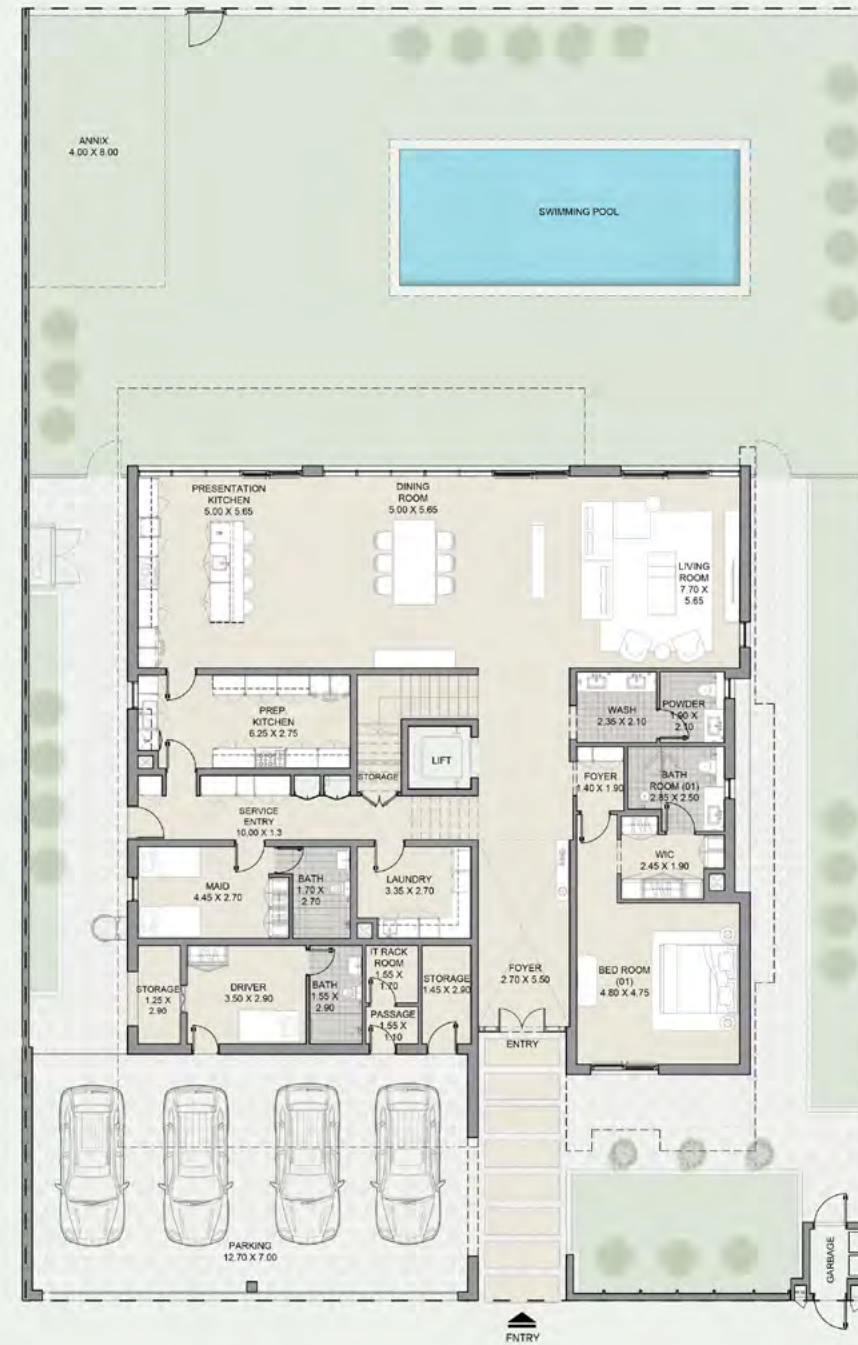 ANNIX
4.00 X 8.00
SWIMMING POOL
PRESENTATION
KITCHEN
5.00 X 5.65
DINING
ROOM
5.00 X 5.65
LIVING
ROOM
7.70 X
5.65
PREP.
KITCHEN
6.25 X 2.75
LIFT
STORAGE
WASH
2.35 X 2.10
POWDER
1.90 X
2.10
FOYER
1.40 X 1.90
BATH
ROOM (01)
2.85 X 2.50
SERVICE
ENTRY
10.00 X 1.3
WIC
2.45 X 1.90
MAID
4.45 X 2.70
BATH
1.70 X
2.70
LAUNDRY
3.35 X 2.70
STORAGE
1.25 X
2.90
DRIVER
3.50 X 2.90
BATH
1.55 X
2.90
IT RACK
ROOM
1.55 X
1.70
PASSAGE
1.55 X
1.10
STORAGE
1.45 X 2.90
FOYER
2.70 X 5.50
BED ROOM
(01)
4.80 X 4.75
ENTRY
PARKING
12.70 X 7.00
GARBAGE
ENTRY